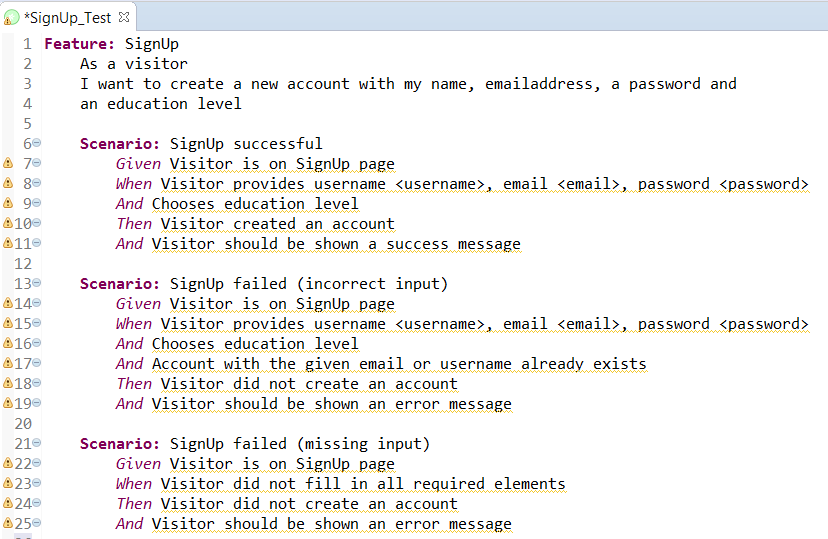 *SignUp_Test
1 Feature: SignUp
2 As a visitor
3 I want to create a new account with my name, emailaddress, a password and
4 an education level
5
6 Scenario: SignUp successful
7 Given Visitor is on SignUp page
8 When Visitor provides username <username>, email <email>, password <password>
9 And Chooses education level
10 Then Visitor created an account
11 And Visitor should be shown a success message
12
13 Scenario: SignUp failed (incorrect input)
14 Given Visitor is on SignUp page
15 When Visitor provides username <username>, email <email>, password <password>
16 And Chooses education level
17 And Account with the given email or username already exists
18 Then Visitor did not create an account
19 And Visitor should be shown an error message
20
21 Scenario: SignUp failed (missing input)
22 Given Visitor is on SignUp page
23 When Visitor did not fill in all required elements
24 Then Visitor did not create an account
25 And Visitor should be shown an error message